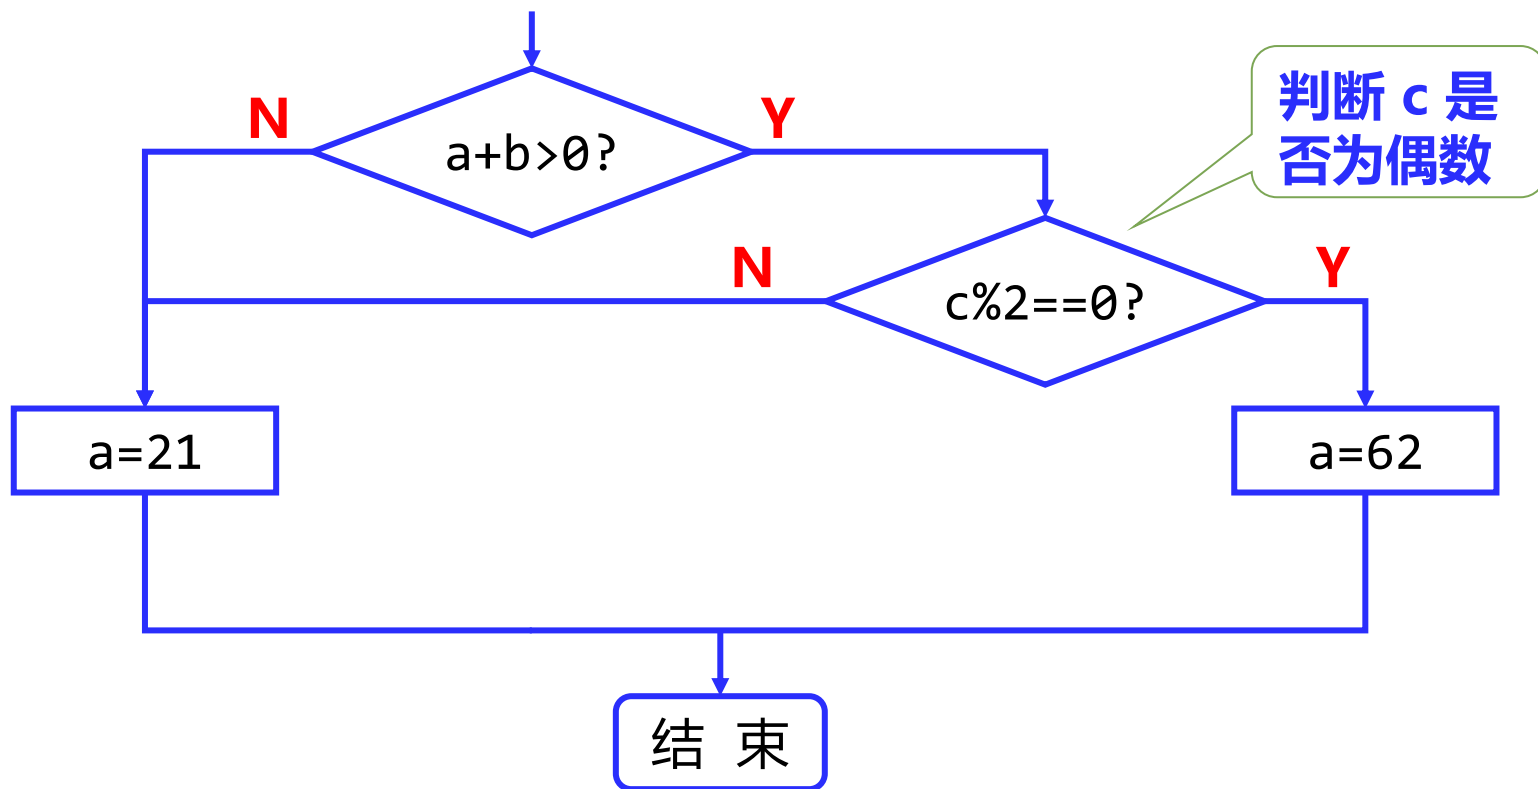 N
Y
a+b>0?
判断 c 是
否为偶数
N
Y
c%2==0?
a=21
a=62
结 束